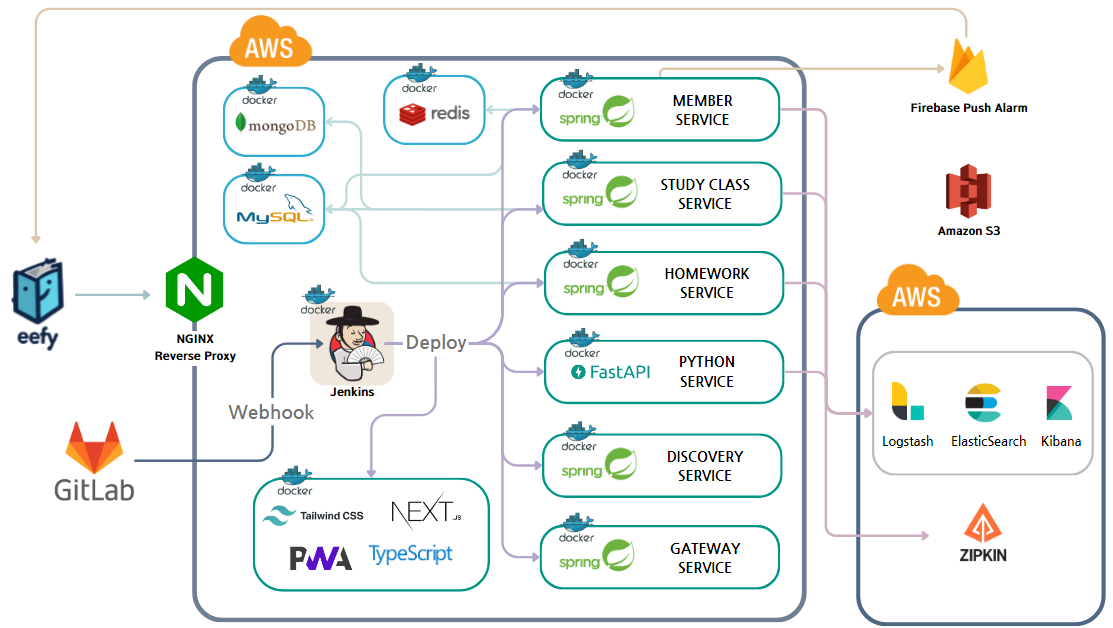 AWS
docker
mongoDB
docker
redis
docker
spring
MEMBER
SERVICE
Firebase Push Alarm
docker
MySQL
docker
spring
STUDY CLASS
SERVICE
Amazon S3
docker
spring
HOMEWORK
SERVICE
eefy
N
NGINX
Reverse Proxy
docker
Jenkins
Deploy
docker
FastAPI
PYTHON
SERVICE
AWS
Logstash
ElasticSearch
Kibana
Webhook
GitLab
docker
spring
DISCOVERY
SERVICE
docker
Tailwind CSS
NEXT.JS
PWA
TypeScript
docker
spring
GATEWAY
SERVICE
ZIPKIN